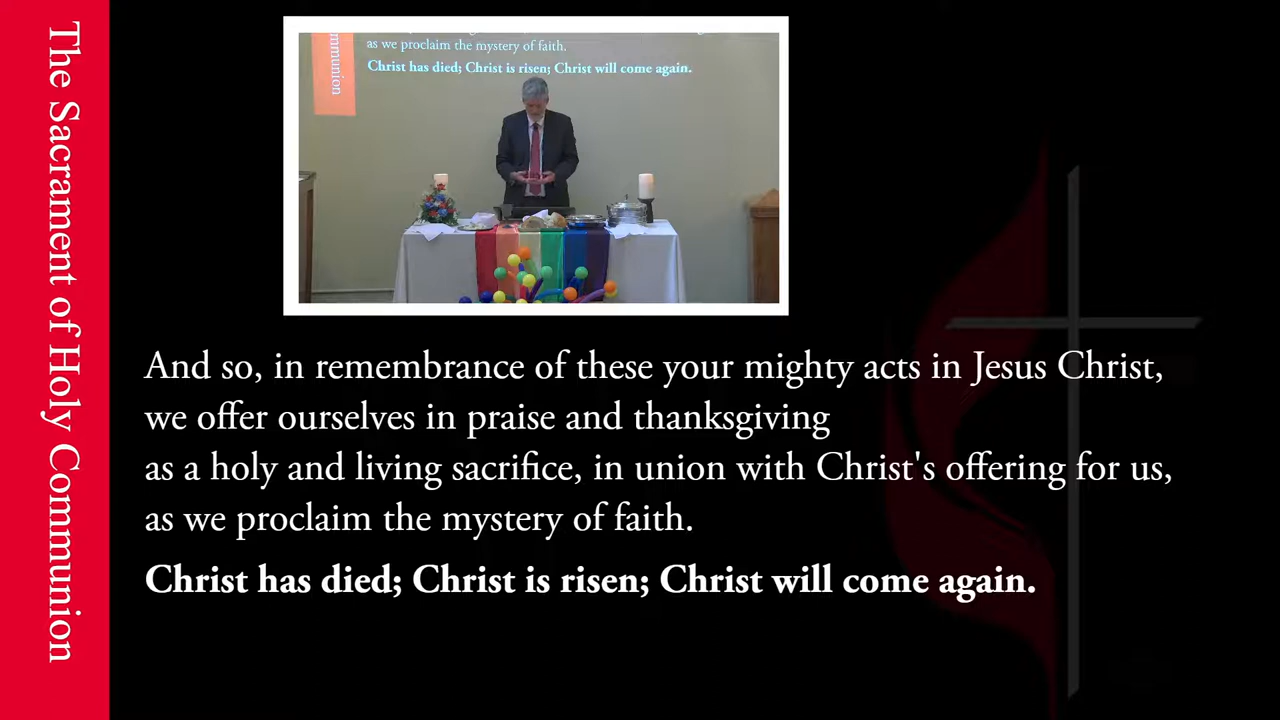 The Sacrament of Holy Communion
as we proclaim the mystery of faith.
Christ has died; Christ is risen; Christ will come again.
mmunion
And so, in remembrance of these your mighty acts in Jesus Christ,
we offer ourselves in praise and thanksgiving
as a holy and living sacrifice, in union with Christ's offering for us,
as we proclaim the mystery of faith.
Christ has died; Christ is risen; Christ will come again.